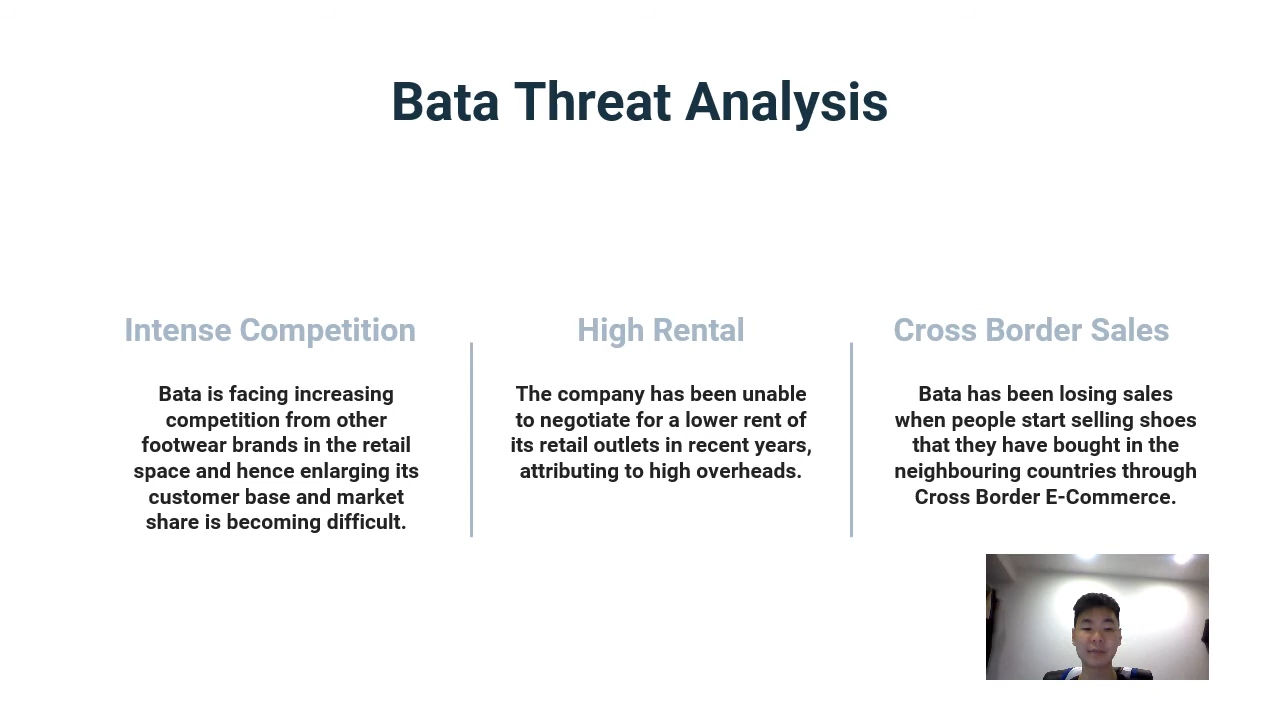 Bata Threat Analysis
Intense Competition
Bata is facing increasing
competition from other
footwear brands in the retail
space and hence enlarging its
customer base and market
share is becoming difficult.
High Rental
The company has been unable
to negotiate for a lower rent of
its retail outlets in recent years,
attributing to high overheads.
Cross Border Sales
Bata has been losing sales
when people start selling shoes
that they have bought in the
neighbouring countries through
Cross Border E-Commerce.